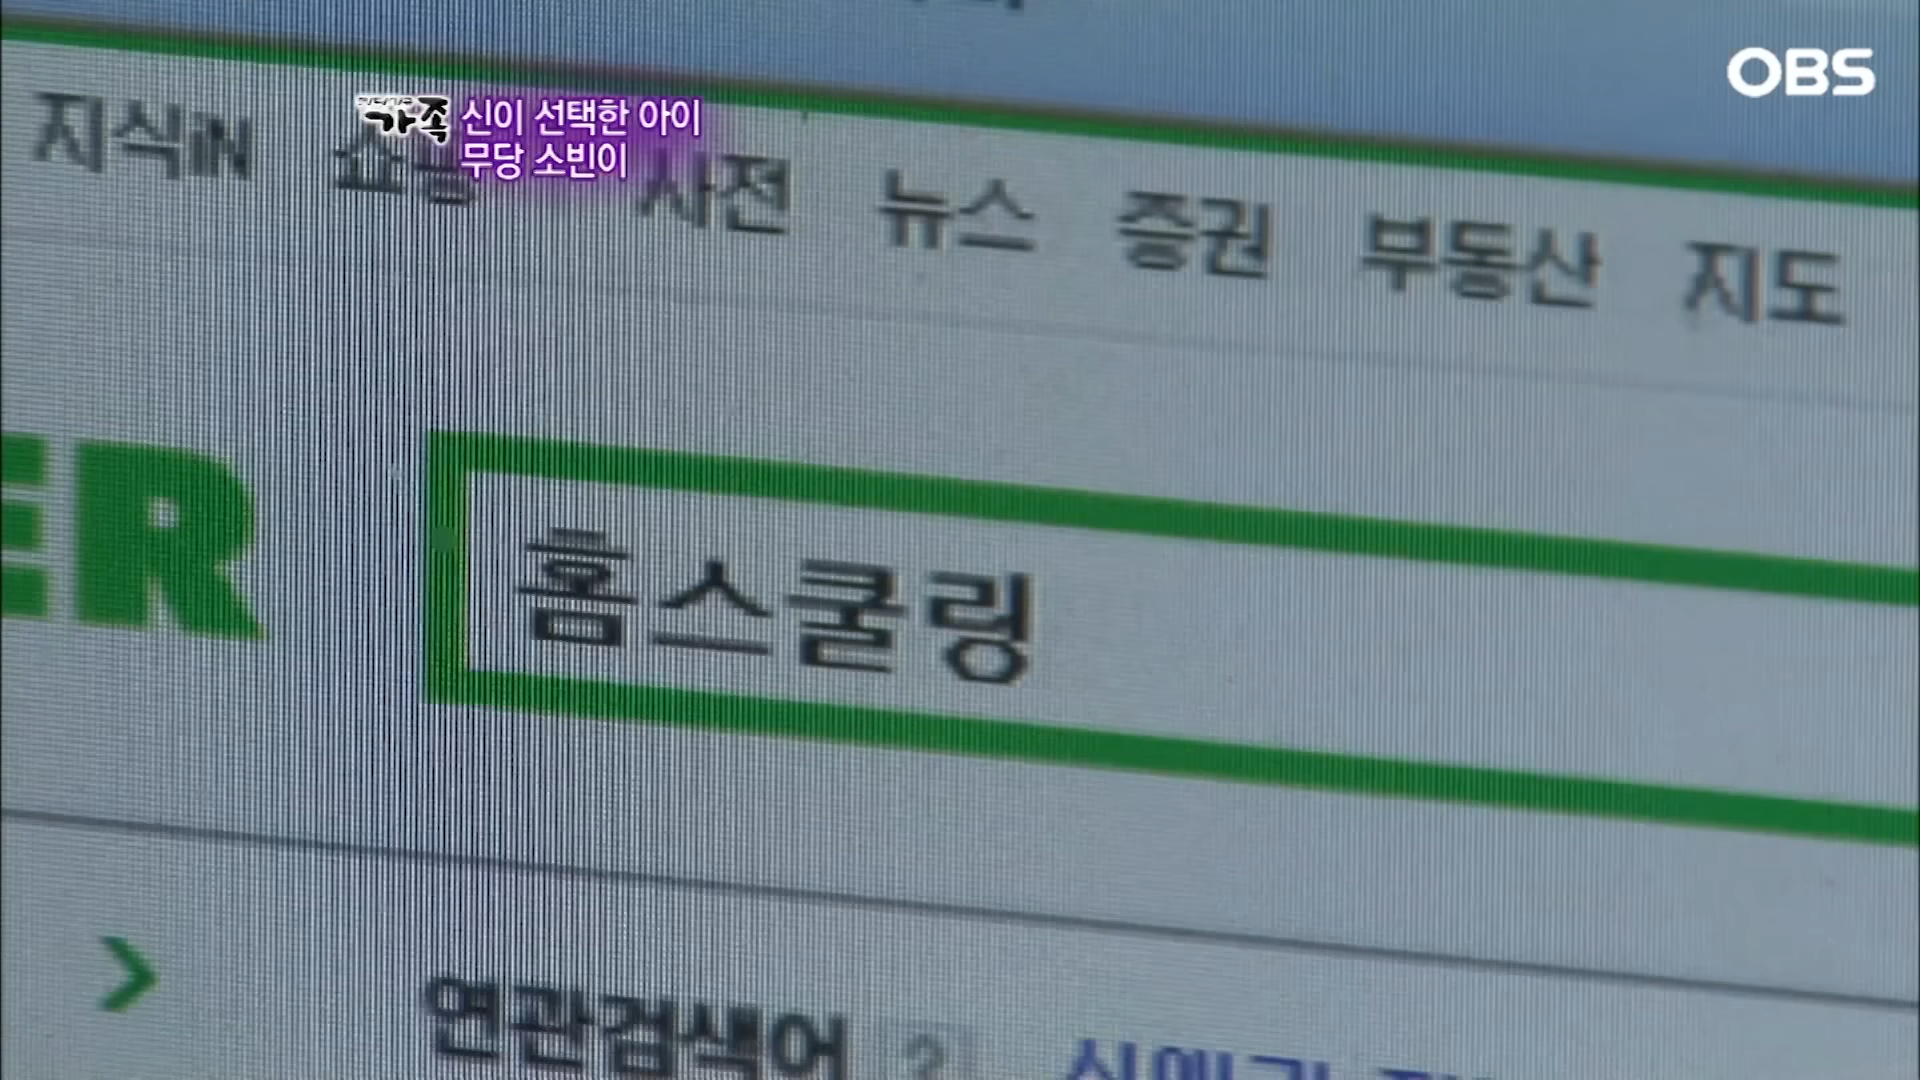 OBS
가족 신이 선택한 아이
무당 소빈이
지식iN 쇼핑 사전 뉴스 증권 부동산 지도
ER
홈스쿨링
연관검색어 ?